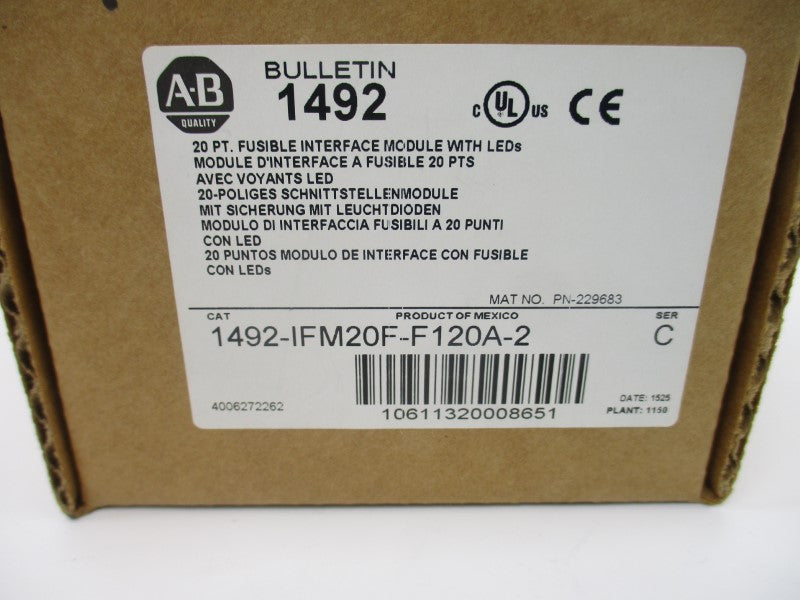 A-B
QUALITY
BULLETIN
1492
C UL US CE
20 PT. FUSIBLE INTERFACE MODULE WITH LEDs
MODULE D'INTERFACE A FUSIBLE 20 PTS
AVEC VOYANTS LED
20-POLIGES SCHNITTSTELLENMODULE
MIT SICHERUNG MIT LEUCHTDIODEN
MODULO DI INTERFACCIA FUSIBILI A 20 PUNTI
CON LED
20 PUNTOS MODULO DE INTERFACE CON FUSIBLE
CON LEDs
MAT NO. PN-229683
CAT PRODUCT OF MEXICO SER
1492-IFM20F-F120A-2 C
4006272262
10611320008651
DATE: 1525
PLANT: 1150